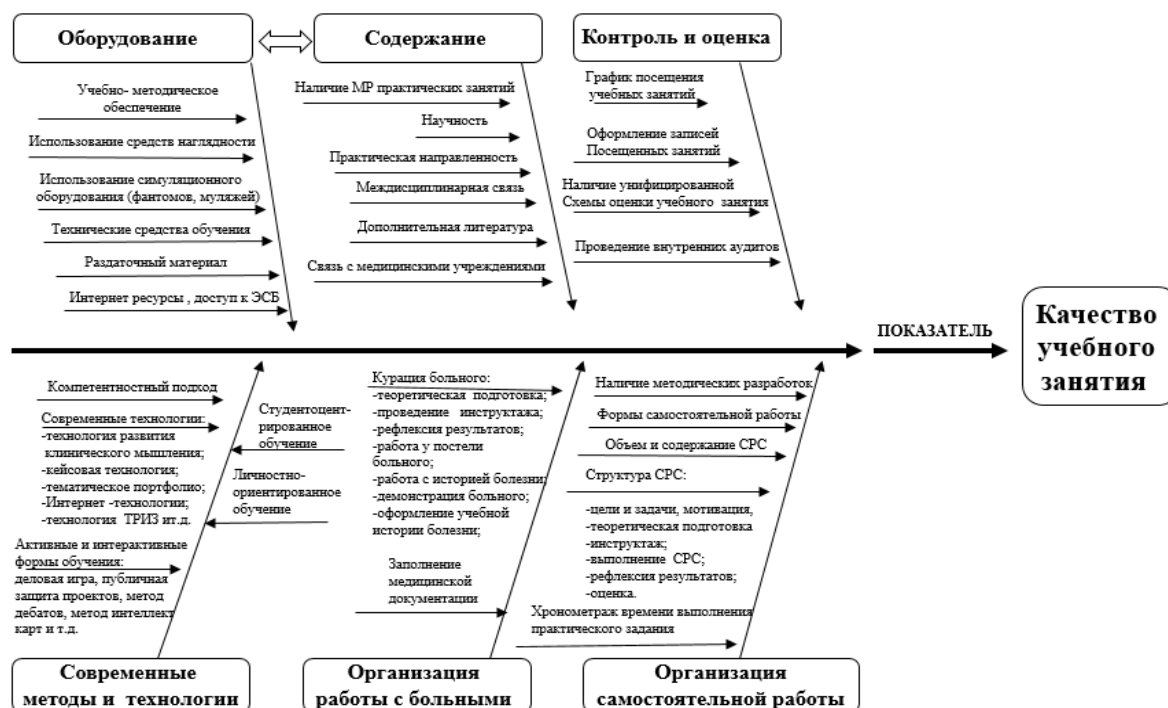 Оборудование
Содержание
Контроль и оценка
Учебно- методическое
обеспечение
Использование средств наглядности
Использование симуляционного
оборудования (фантомов, муляжей)
Технические средства обучения
Раздаточный материал
Интернет ресурсы , доступ к ЭСБ
Наличие МР практических занятий
Научность
Практическая направленность
Междисциплинарная связь
Дополнительная литература
Связь с медицинскими учреждениями
График посещения
учебных занятий
Оформление записей
Посещенных занятий
Наличие унифицированной
Схемы оценки учебного занятия
Проведение внутренних аудитов
ПОКАЗАТЕЛЬ
Качество
учебного
занятия
Компетентностный подход
Современные технологии:
-технология развития
клинического мышления;
-кейсовая технология;
-тематическое портфолио;
-Интернет -технологии;
-технология ТРИЗ ит.д.
Активные и интерактивные
формы обучения:
деловая игра, публичная
защита проектов, метод
дебатов, метод интеллект
карт и т.д.
Студентоцент-
рированное
обучение
Личностно-
ориентированное
обучение
Курация больного:
-теоретическая подготовка;
-проведение инструктажа;
-рефлексия результатов;
-работа у постели
больного;
-работа с историей болезни;
-демонстрация больного;
-оформление учебной
истории болезни;
Заполнение
медицинской
документации
Наличие методических разработок
Формы самостоятельной работы
Объем и содержание СРС
Структура СРС:
-цели и задачи, мотивация,
-теоретическая подготовка
-инструктаж;
-выполнение СРС;
-рефлексия результатов;
-оценка.
Хронометраж времени выполнения
практического задания
Современные
методы и технологии
Организация
работы с больными
Организация
самостоятельной работы